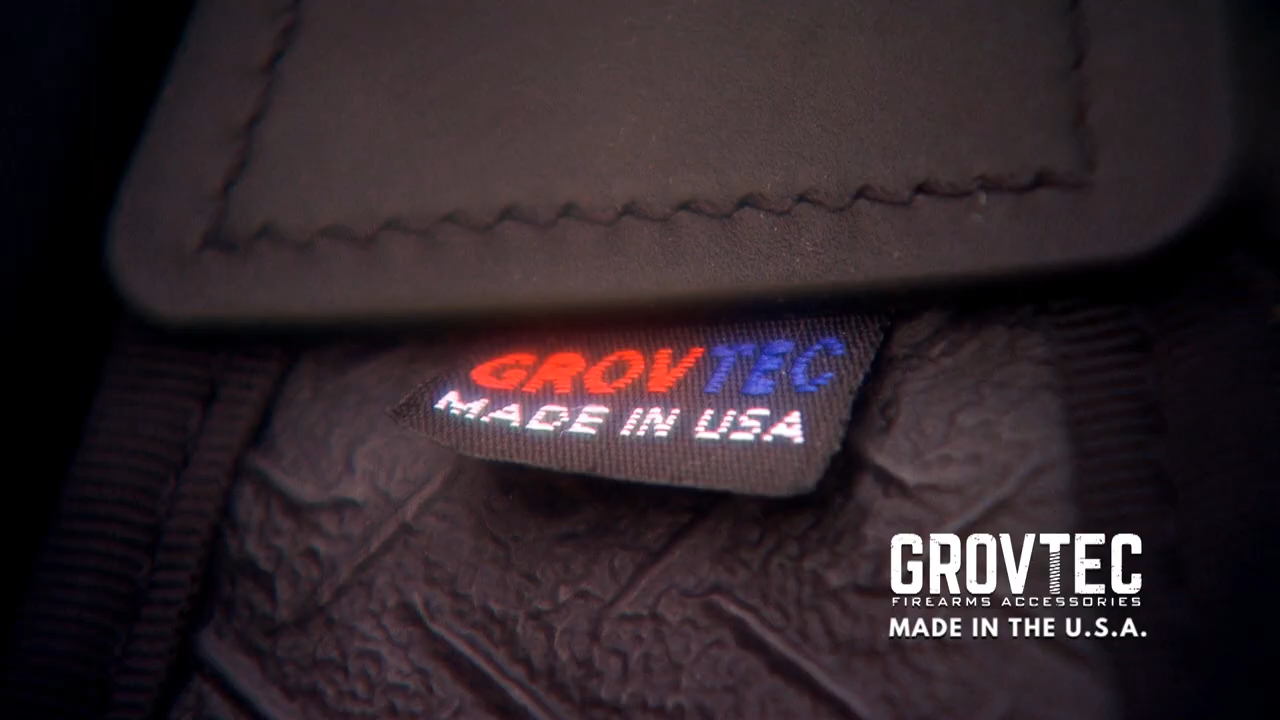 GROVTEC
MADE IN USA
GROVTEC
FIREARMS ACCESSORIES
MADE IN THE U.S.A.